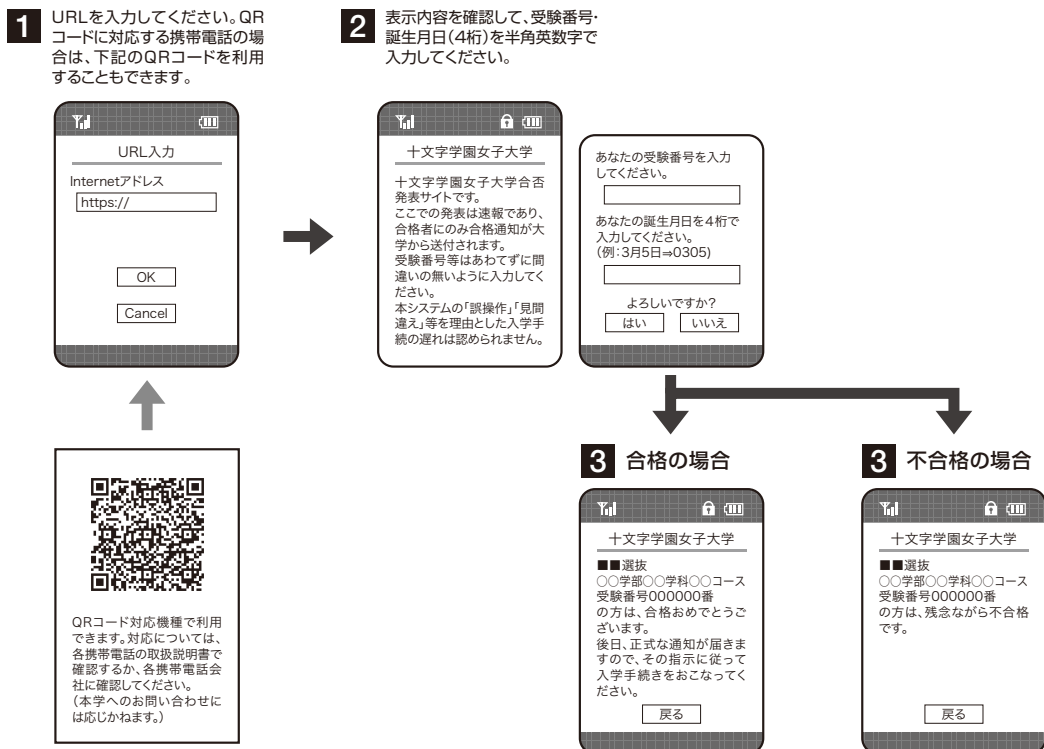 1
URLを入力してください。QR
コードに対応する携帯電話の場
合は、下記のQRコードを利用
することもできます。
URL入力
Internetアドレス
https://
OK
Cancel
QRコード対応機種で利用
できます。対応については、
各携帯電話の取扱説明書で
確認するか、各携帯電話会
社に確認してください。
(本学へのお問い合わせに
は応じかねます。)
2
表示内容を確認して、受験番号・
誕生月日(4桁)を半角英数字で
入力してください。
十文字学園女子大学
十文字学園女子大学合否
発表サイトです。
ここでの発表は速報であり、
合格者にのみ合格通知が大
学から送付されます。
受験番号等はあわてずに間
違いの無いように入力してく
ださい。
本システムの「誤操作」「見間
違え」等を理由とした入学手
続の遅れは認められません。
あなたの受験番号を入力
してください。
あなたの誕生月日を4桁で
入力してください。
(例:3月5日⇒0305)
よろしいですか?
はい いいえ
3 合格の場合
十文字学園女子大学
■■選抜
○○学部○○学科○○コース
受験番号000000番
の方は、合格おめでとうご
ざいます。
後日、正式な通知が届きま
すので、その指示に従って
入学手続きをおこなってく
ださい。
戻る
3 不合格の場合
十文字学園女子大学
■■選抜
○○学部○○学科○○コース
受験番号000000番
の方は、残念ながら不合格
です。
戻る